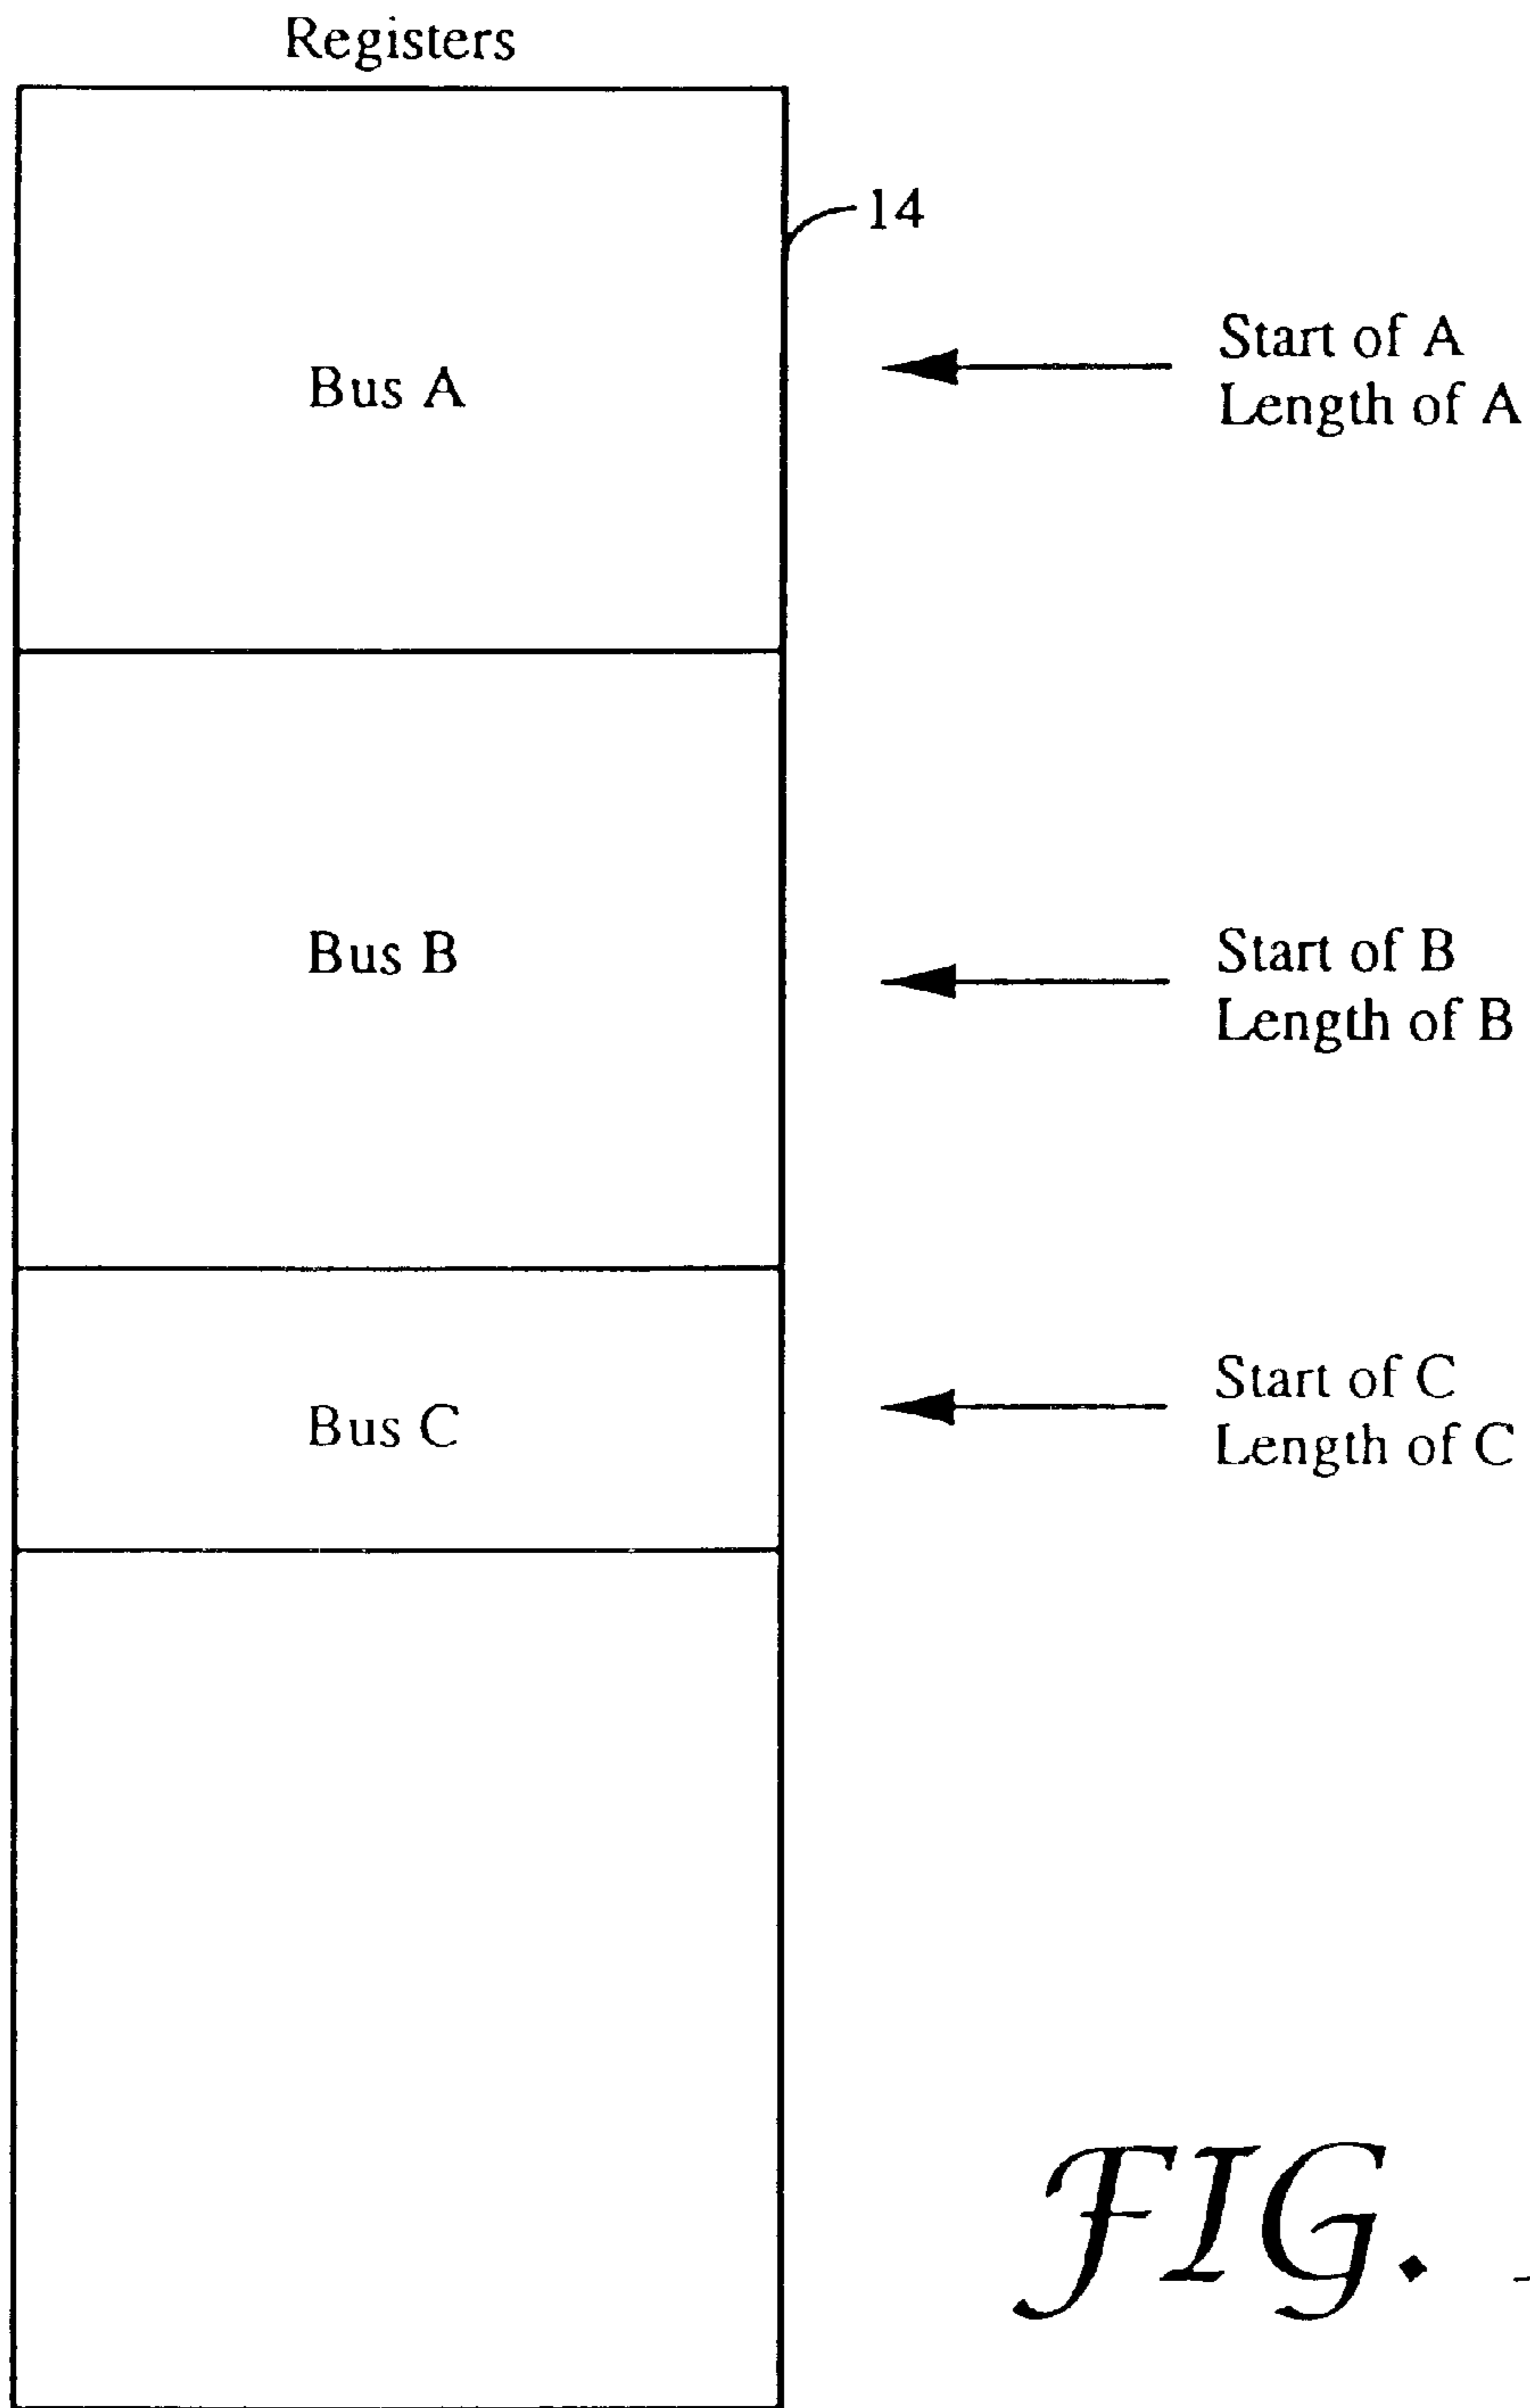 Registers
14
Bus A
Start of A
Length of A
Bus B
Start of B
Length of B
Bus C
Start of C
Length of C
FIG.